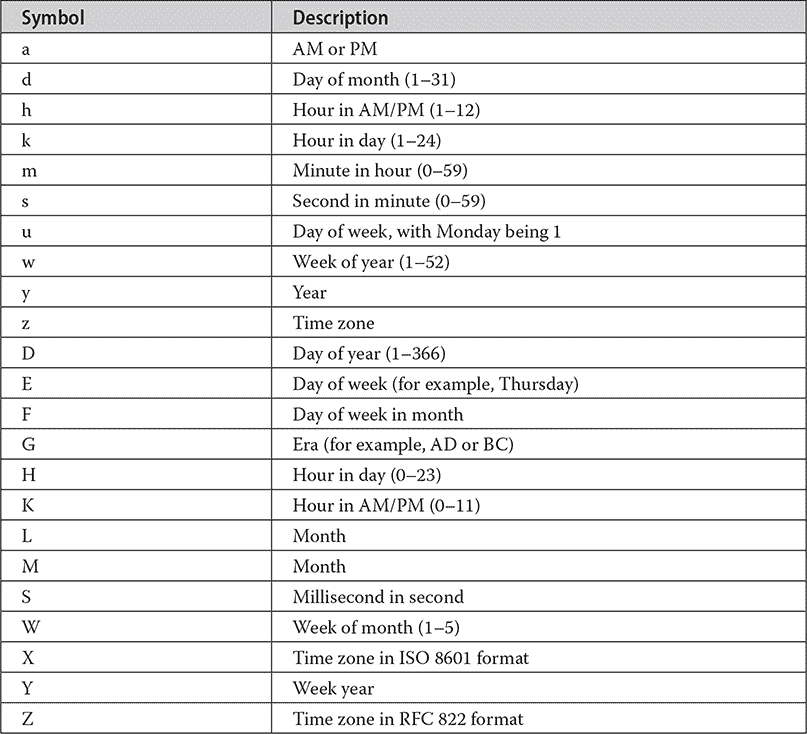 Symbol Description
a AM or PM
d Day of month (1–31)
h Hour in AM/PM (1–12)
k Hour in day (1–24)
m Minute in hour (0–59)
s Second in minute (0–59)
u Day of week, with Monday being 1
w Week of year (1–52)
y Year
z Time zone
D Day of year (1–366)
E Day of week (for example, Thursday)
F Day of week in month
G Era (for example, AD or BC)
H Hour in day (0–23)
K Hour in AM/PM (0–11)
L Month
M Month
S Millisecond in second
W Week of month (1–5)
X Time zone in ISO 8601 format
Y Week year
Z Time zone in RFC 822 format